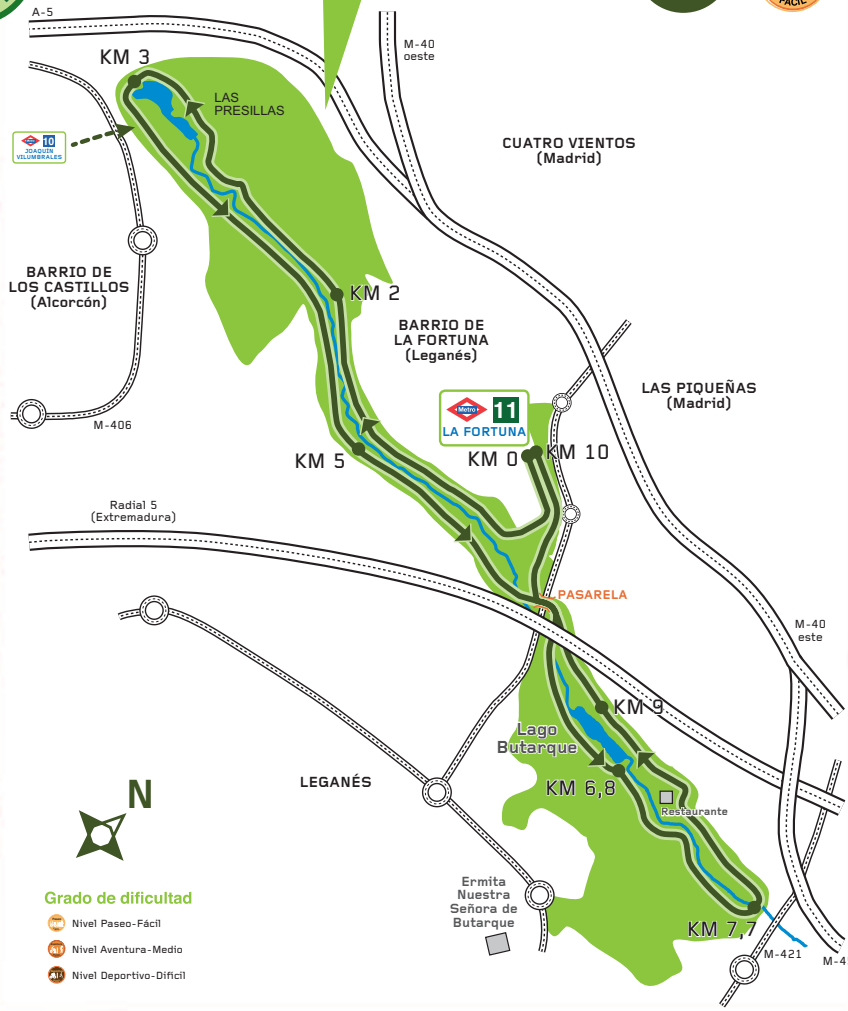 A-5
FÁCIL
KM 3
M-40
oeste
LAS
PRESILLAS
CUATRO VIENTOS
(Madrid)
10
JOAQUÍN
VILUMBRALES
BARRIO DE
LOS CASTILLOS
(Alcorcón)
KM 2
BARRIO DE
LA FORTUNA
(Leganés)
LAS PIQUEÑAS
(Madrid)
Metro 11
LA FORTUNA
M-406
KM 5
KM 0
KM 10
Radial 5
(Extremadura)
PASARELA
M-40
este
KM 9
Lago
Butarque
LEGANÉS
KM 6,8
Restaurante
N
Ermita
Nuestra
Señora de
Butarque
Grado de dificultad
Nivel Paseo-Fácil
Nivel Aventura-Medio
Nivel Deportivo-Difícil
KM 7,7
M-421